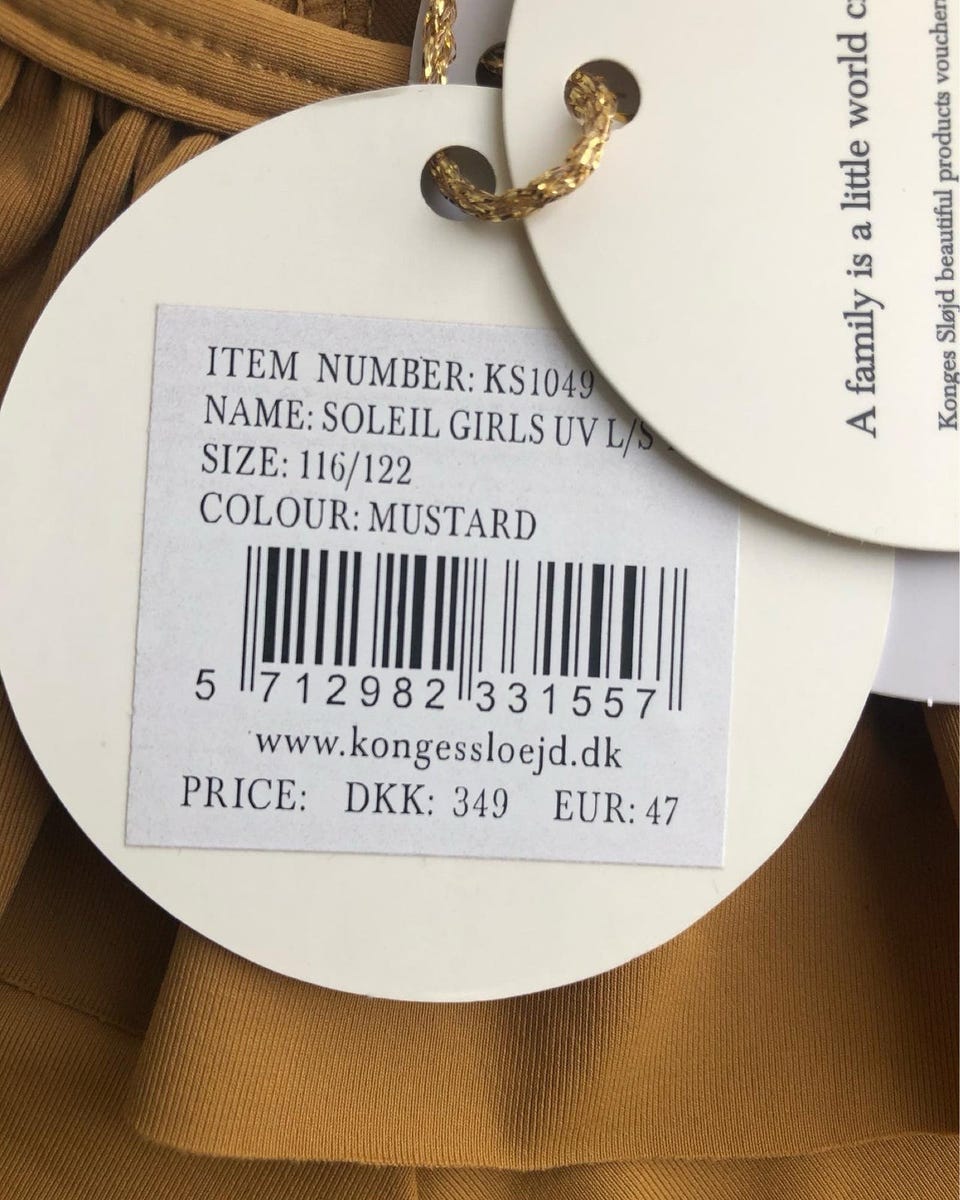 ITEM NUMBER: KS1049
NAME: SOLEIL GIRLS UV L/S
SIZE: 116/122
COLOUR: MUSTARD
5 712982 331557
www.kongessloejd.dk
PRICE: DKK: 349 EUR: 47
A family is a little world
Konges Sløjd beautiful products voucher